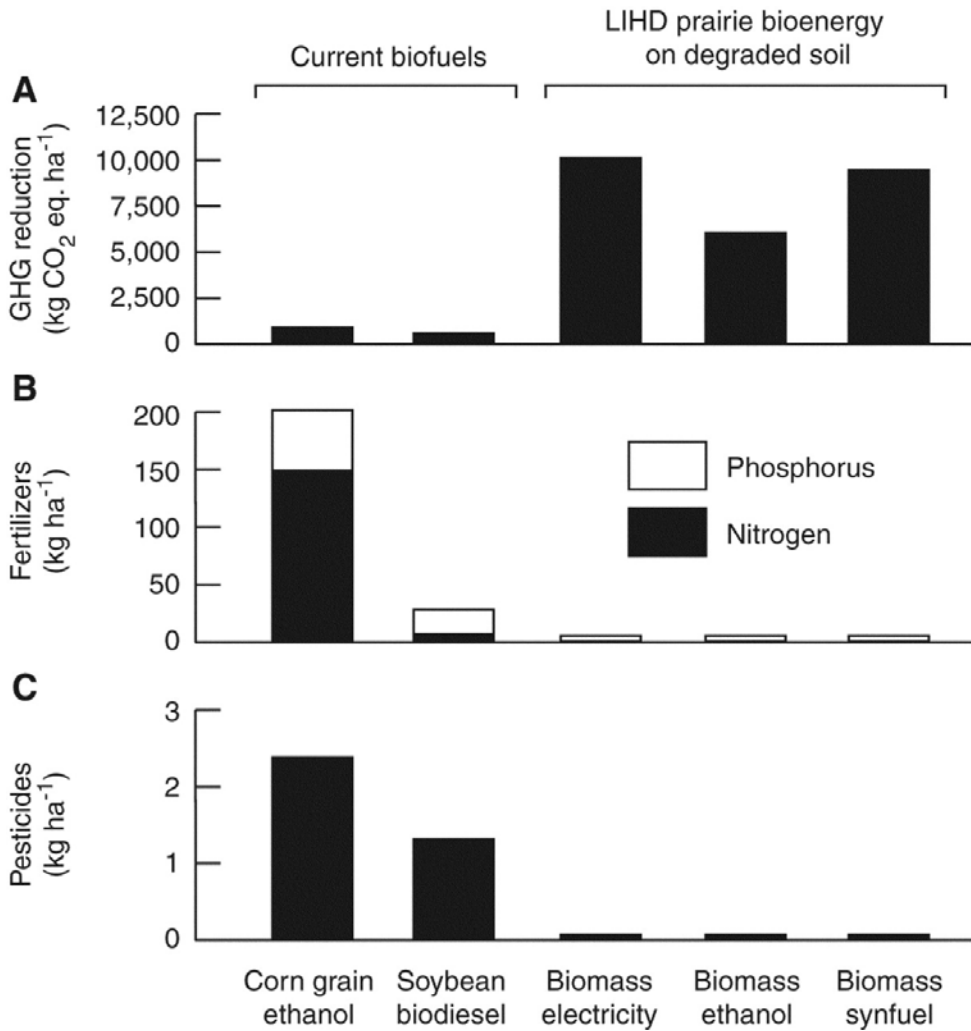 Current biofuels
LIHD prairie bioenergy
on degraded soil
A
GHG reduction
(kg CO₂ eq. ha⁻¹)
12,500
10,000
7,500
5,000
2,500
0
B
Fertilizers
(kg ha⁻¹)
200
150
100
50
0
Phosphorus
Nitrogen
C
Pesticides
(kg ha⁻¹)
3
2
1
0
Corn grain
ethanol
Soybean
biodiesel
Biomass
electricity
Biomass
ethanol
Biomass
synfuel